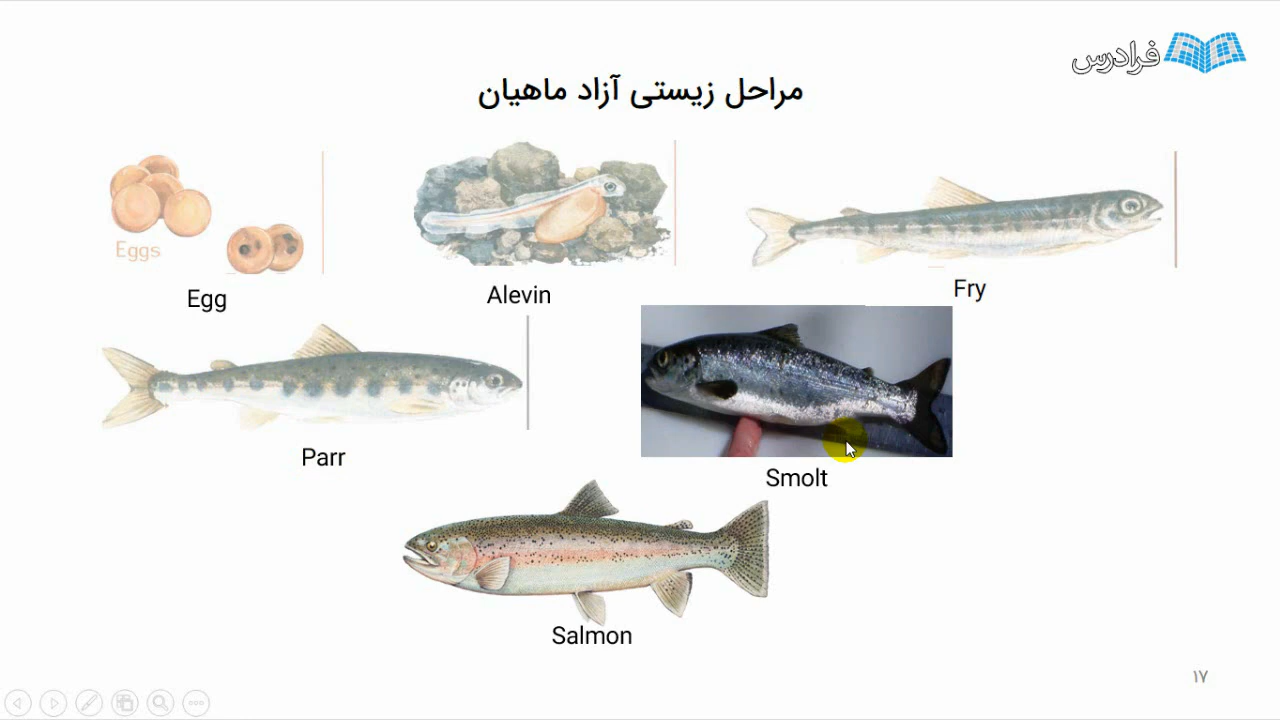 فرادرس
مراحل زیستی آزاد ماهیان
Eggs
Egg
Alevin
Fry
Parr
Smolt
Salmon
۱۷